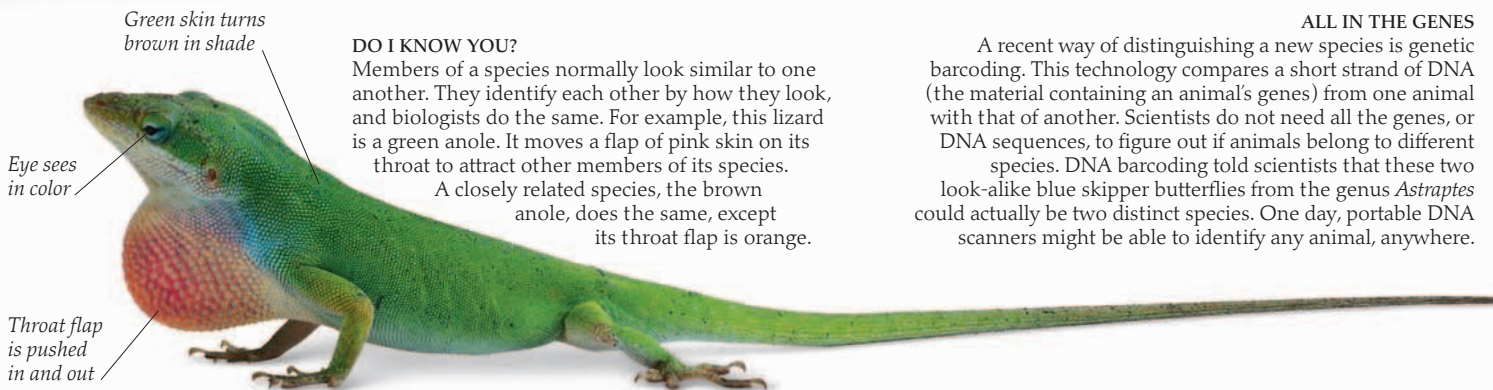 Green skin turns
brown in shade
Eye sees
in color
Throat flap
is pushed
in and out
DO I KNOW YOU?
Members of a species normally look similar to one
another. They identify each other by how they look,
and biologists do the same. For example, this lizard
is a green anole. It moves a flap of pink skin on its
throat to attract other members of its species.
A closely related species, the brown
anole, does the same, except
its throat flap is orange.
ALL IN THE GENES
A recent way of distinguishing a new species is genetic
barcoding. This technology compares a short strand of DNA
(the material containing an animal's genes) from one animal
with that of another. Scientists do not need all the genes, or
DNA sequences, to figure out if animals belong to different
species. DNA barcoding told scientists that these two
look-alike blue skipper butterflies from the genus Astraptes
could actually be two distinct species. One day, portable DNA
scanners might be able to identify any animal, anywhere.